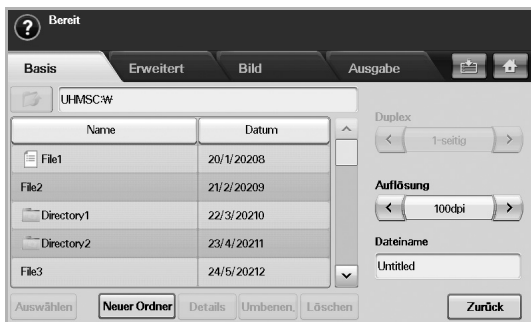 ?
Bereit
Basis Erweitert Bild Ausgabe
UHMSC:₩
Name Datum
File1 20/1/20208
File2 21/2/20209
Directory1 22/3/20210
Directory2 23/4/20211
File3 24/5/20212
Duplex
1-seitig
Auflösung
100dpi
Dateiname
Untitled
Auswählen Neuer Ordner Details Umbenen. Löschen Zurück